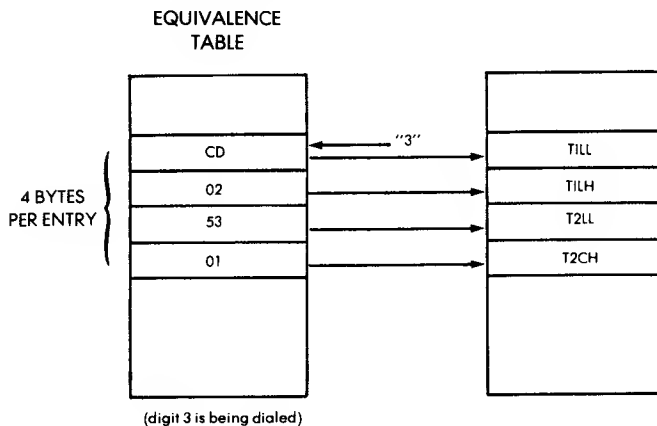 EQUIVALENCE
TABLE
"3"
CD
TILL
02
TILH
4 BYTES
PER ENTRY
53
T2LL
01
T2CH
(digit 3 is being dialed)